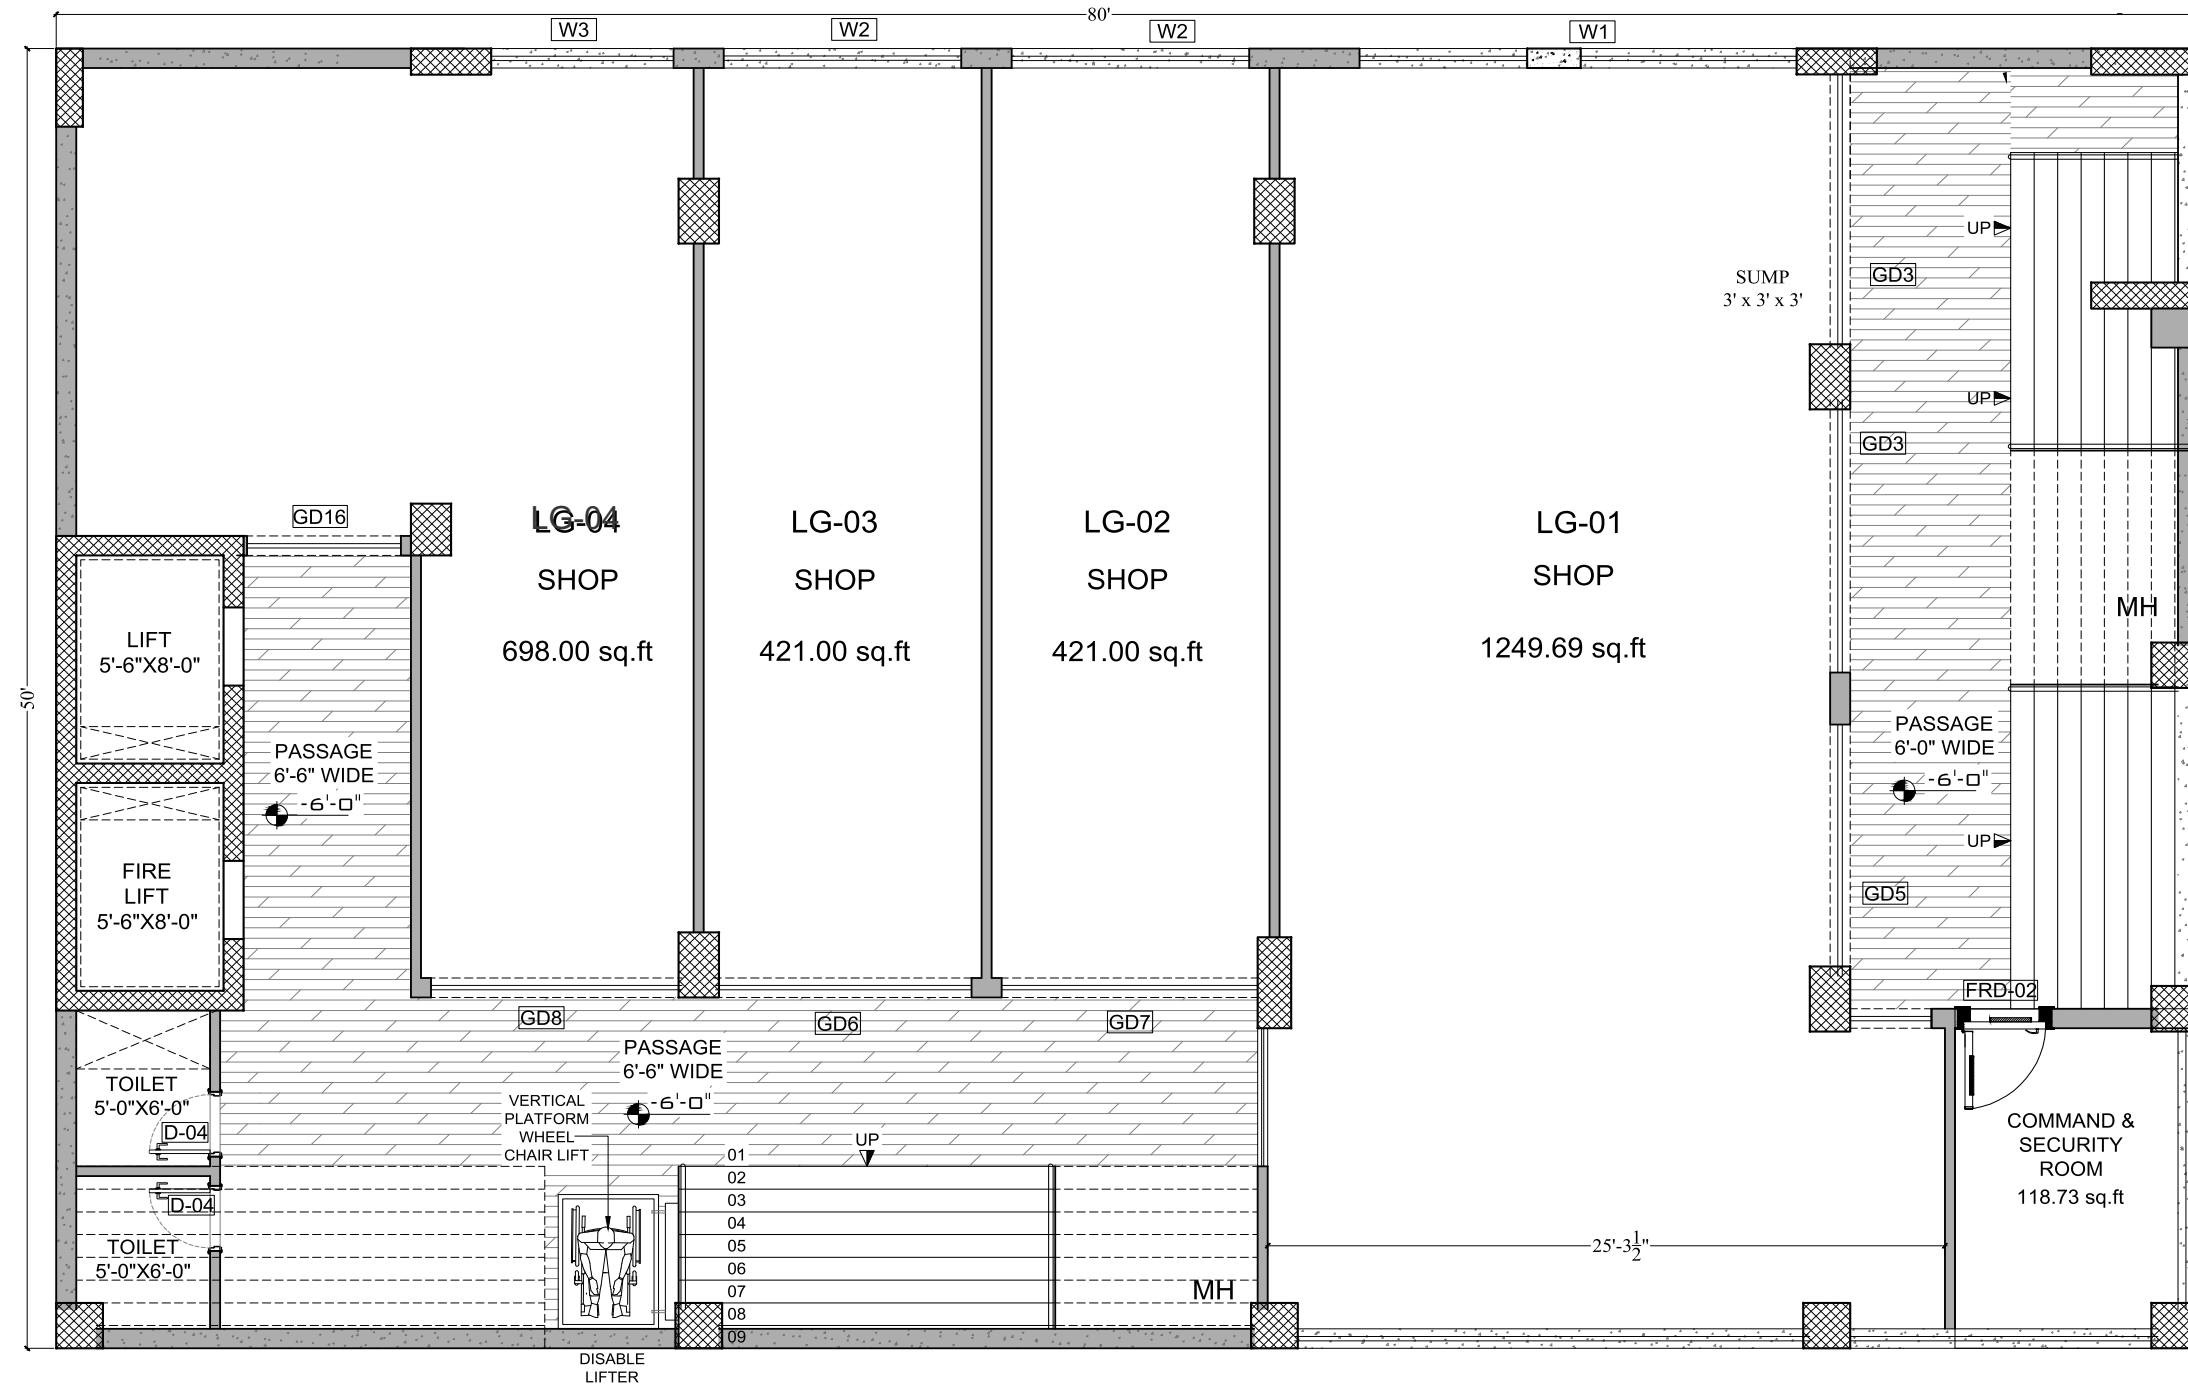 80'
W3
W2
W2
W1
50'
SUMP
3' x 3' x 3'
UP
GD3
UP
GD3
GD16
LG-04
LG-04
SHOP
698.00 sq.ft
LG-03
SHOP
421.00 sq.ft
LG-02
SHOP
421.00 sq.ft
LG-01
SHOP
1249.69 sq.ft
MH
LIFT
5'-6"X8'-0"
PASSAGE
6'-6" WIDE
-6'-0"
FIRE
LIFT
5'-6"X8'-0"
PASSAGE
6'-0" WIDE
-6'-0"
UP
GD5
FRD-02
GD8
GD6
GD7
PASSAGE
6'-6" WIDE
-6'-0"
TOILET
5'-0"X6'-0"
D-04
D-04
TOILET
5'-0"X6'-0"
VERTICAL
PLATFORM
WHEEL
CHAIR LIFT
UP
01
02
03
04
05
06
07
08
09
MH
25'-3 1/2"
COMMAND &
SECURITY
ROOM
118.73 sq.ft
DISABLE
LIFTER